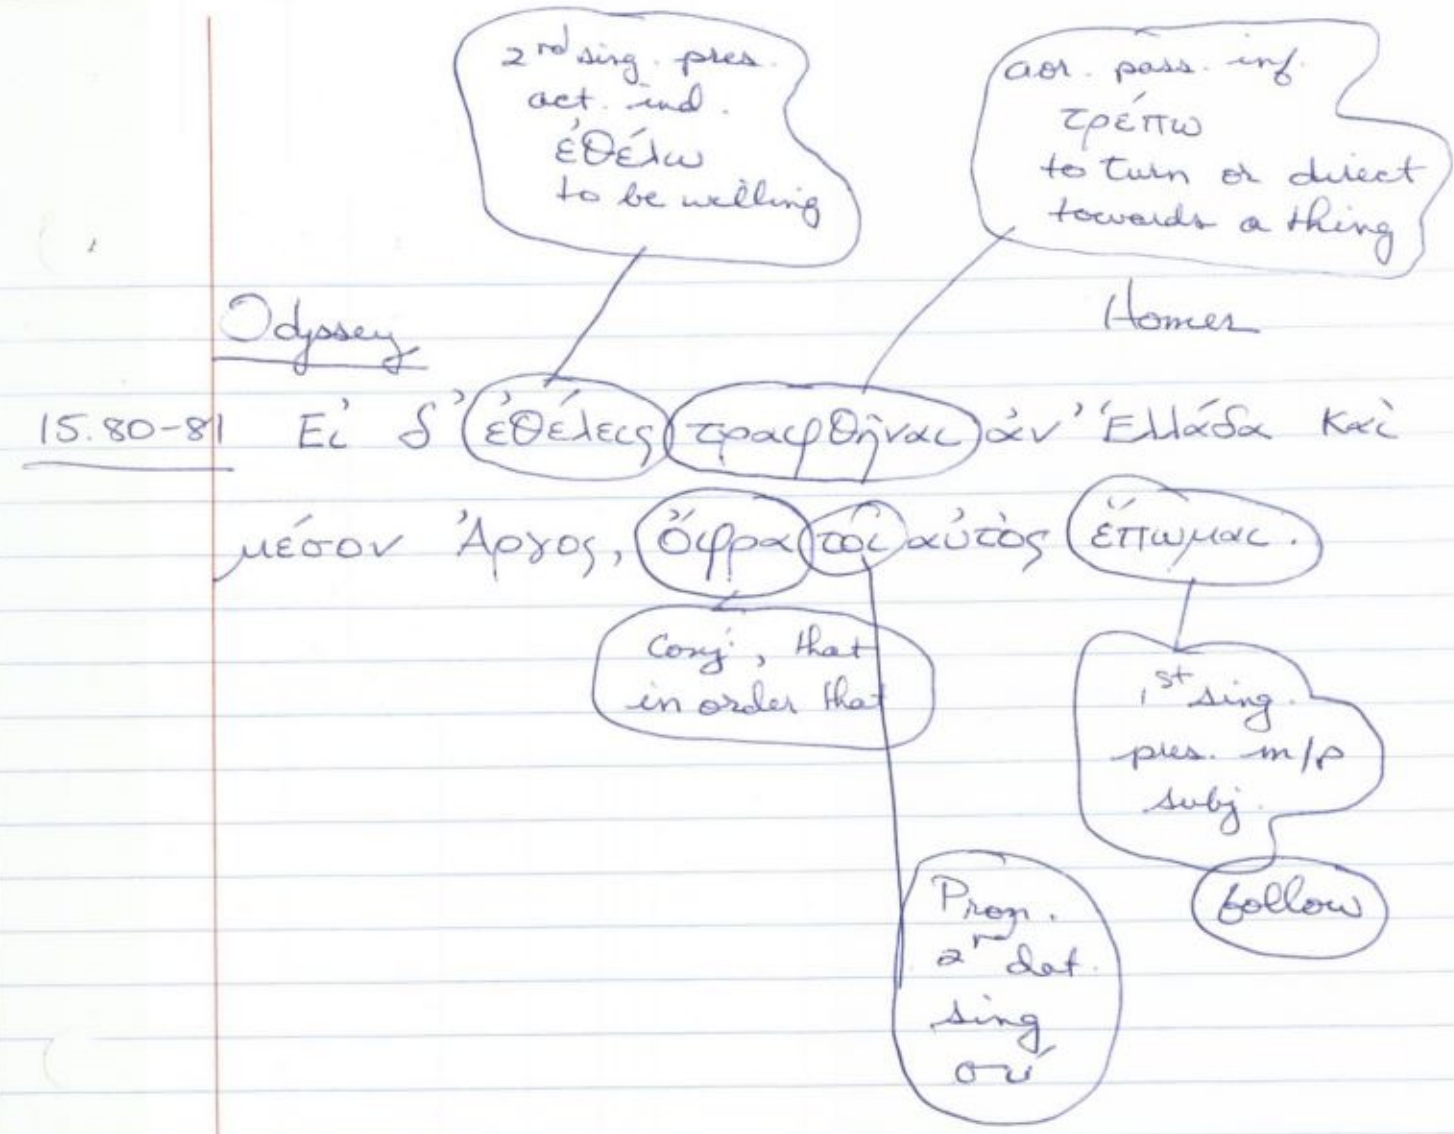 2nd sing. pres.
act. ind.
ἐθέλω
to be willing
aor. pass. inf.
τρέπω
to turn or direct
towards a thing
Odyssey
Homer
15.80-81 Εἰ δ' ἐθέλεις τραφθῆναι ἀν' Ἑλλάδα καὶ
μέσον Ἄργος, ὄφρα τοι αὐτὸς ἕπωμαι.
Conj., that
in order that
1st sing.
pres. m/p
subj.
follow
Pron.
2nd dat.
sing
σύ